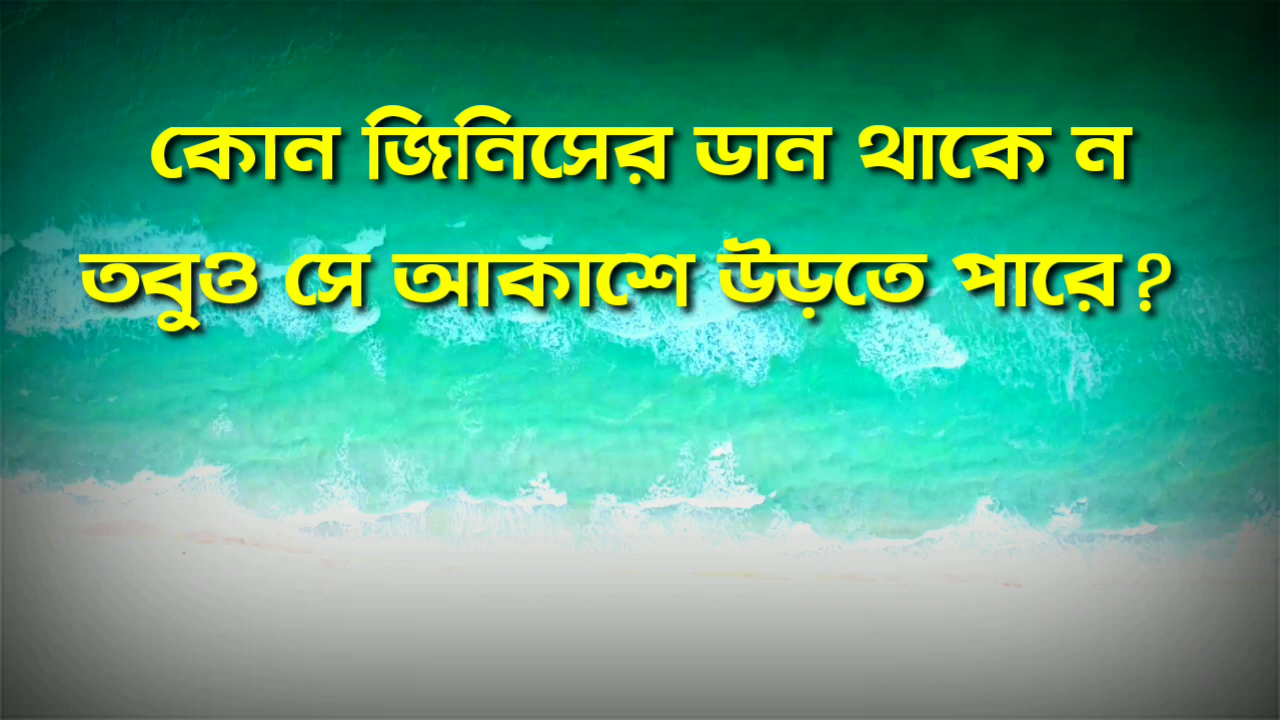 কোন জিনিসের ডান থাকে ন
তবুও সে আকাশে উড়তে পারে?